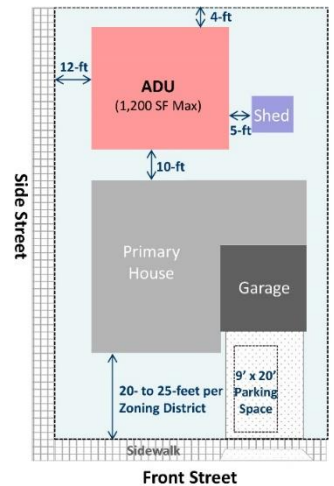 4-ft
12-ft
ADU
(1,200 SF Max)
Shed
5-ft
10-ft
Side Street
Primary
House
Garage
20- to 25-feet per
Zoning District
9' x 20'
Parking
Space
Sidewalk
Front Street